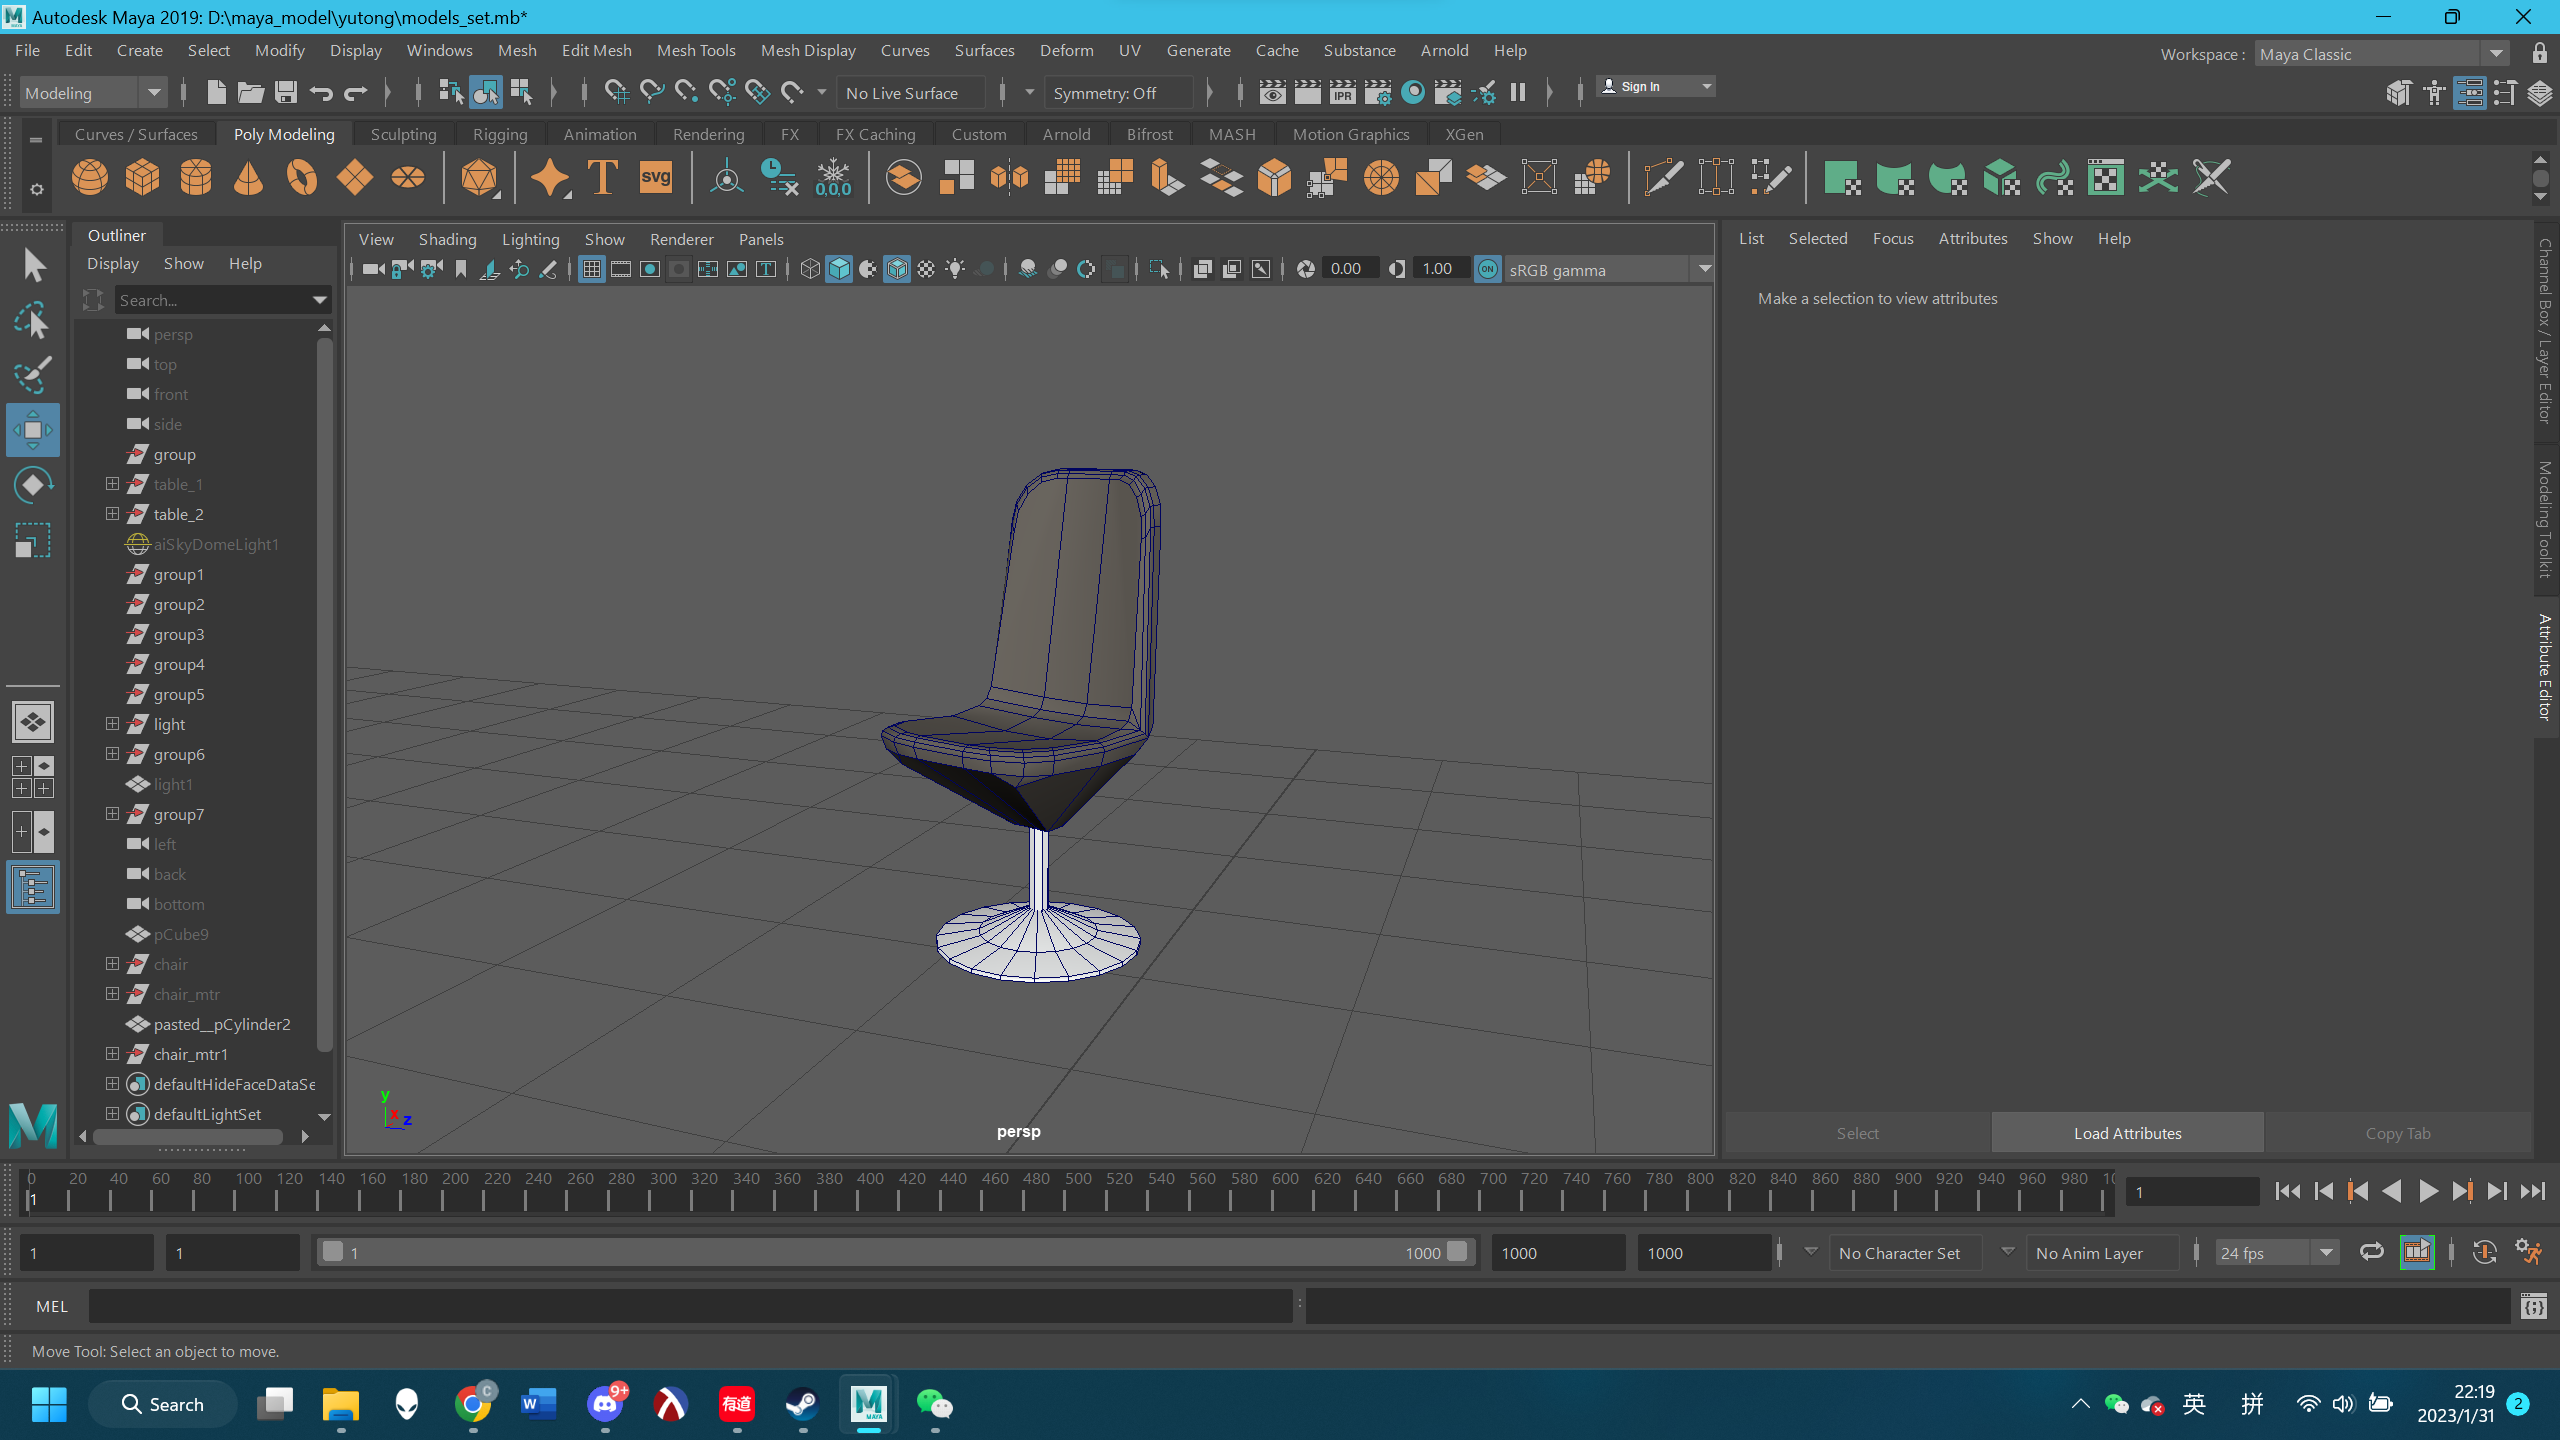 Autodesk Maya 2019: D:\maya_model\yutong\models_set.mb*
File Edit Create Select Modify Display Windows Mesh Edit Mesh Mesh Tools Mesh Display Curves Surfaces Deform UV Generate Cache Substance Arnold Help
Workspace : Maya Classic
Modeling
No Live Surface
Symmetry: Off
IPR
Sign In
Curves / Surfaces Poly Modeling Sculpting Rigging Animation Rendering FX FX Caching Custom Arnold Bifrost MASH Motion Graphics XGen
T
svg
0,0,0
Outliner
Display Show Help
Search...
persp
top
front
side
group
table_1
table_2
aiSkyDomeLight1
group1
group2
group3
group4
group5
light
group6
light1
group7
left
back
bottom
pCube9
chair
chair_mtr
pasted__pCylinder2
chair_mtr1
defaultHideFaceDataSe
defaultLightSet
View Shading Lighting Show Renderer Panels
0.00
1.00
ON
sRGB gamma
y
x
z
persp
List Selected Focus Attributes Show Help
Make a selection to view attributes
Select
Load Attributes
Copy Tab
Channel Box / Layer Editor
Modeling Toolkit
Attribute Editor
0 20 40 60 80 100 120 140 160 180 200 220 240 260 280 300 320 340 360 380 400 420 440 460 480 500 520 540 560 580 600 620 640 660 680 700 720 740 760 780 800 820 840 860 880 900 920 940 960 980 10
1
1
1
1
1
1000
1000
1000
No Character Set
No Anim Layer
24 fps
MEL
Move Tool: Select an object to move.
Search
C
W
9+
有道
M
MAYA
英
拼
22:19
2023/1/31
2